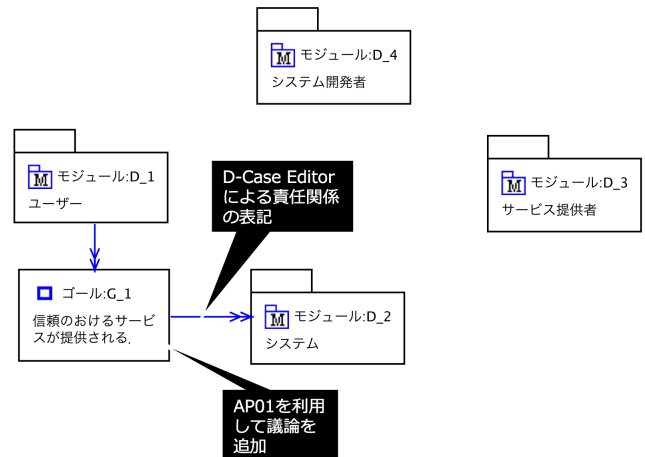 M モジュール:D_4
システム開発者
M モジュール:D_1
ユーザー
D-Case Editor
による責任関係
の表記
M モジュール:D_3
サービス提供者
ゴール:G_1
信頼のおけるサービ
スが提供される.
M モジュール:D_2
システム
AP01を利用
して議論を
追加